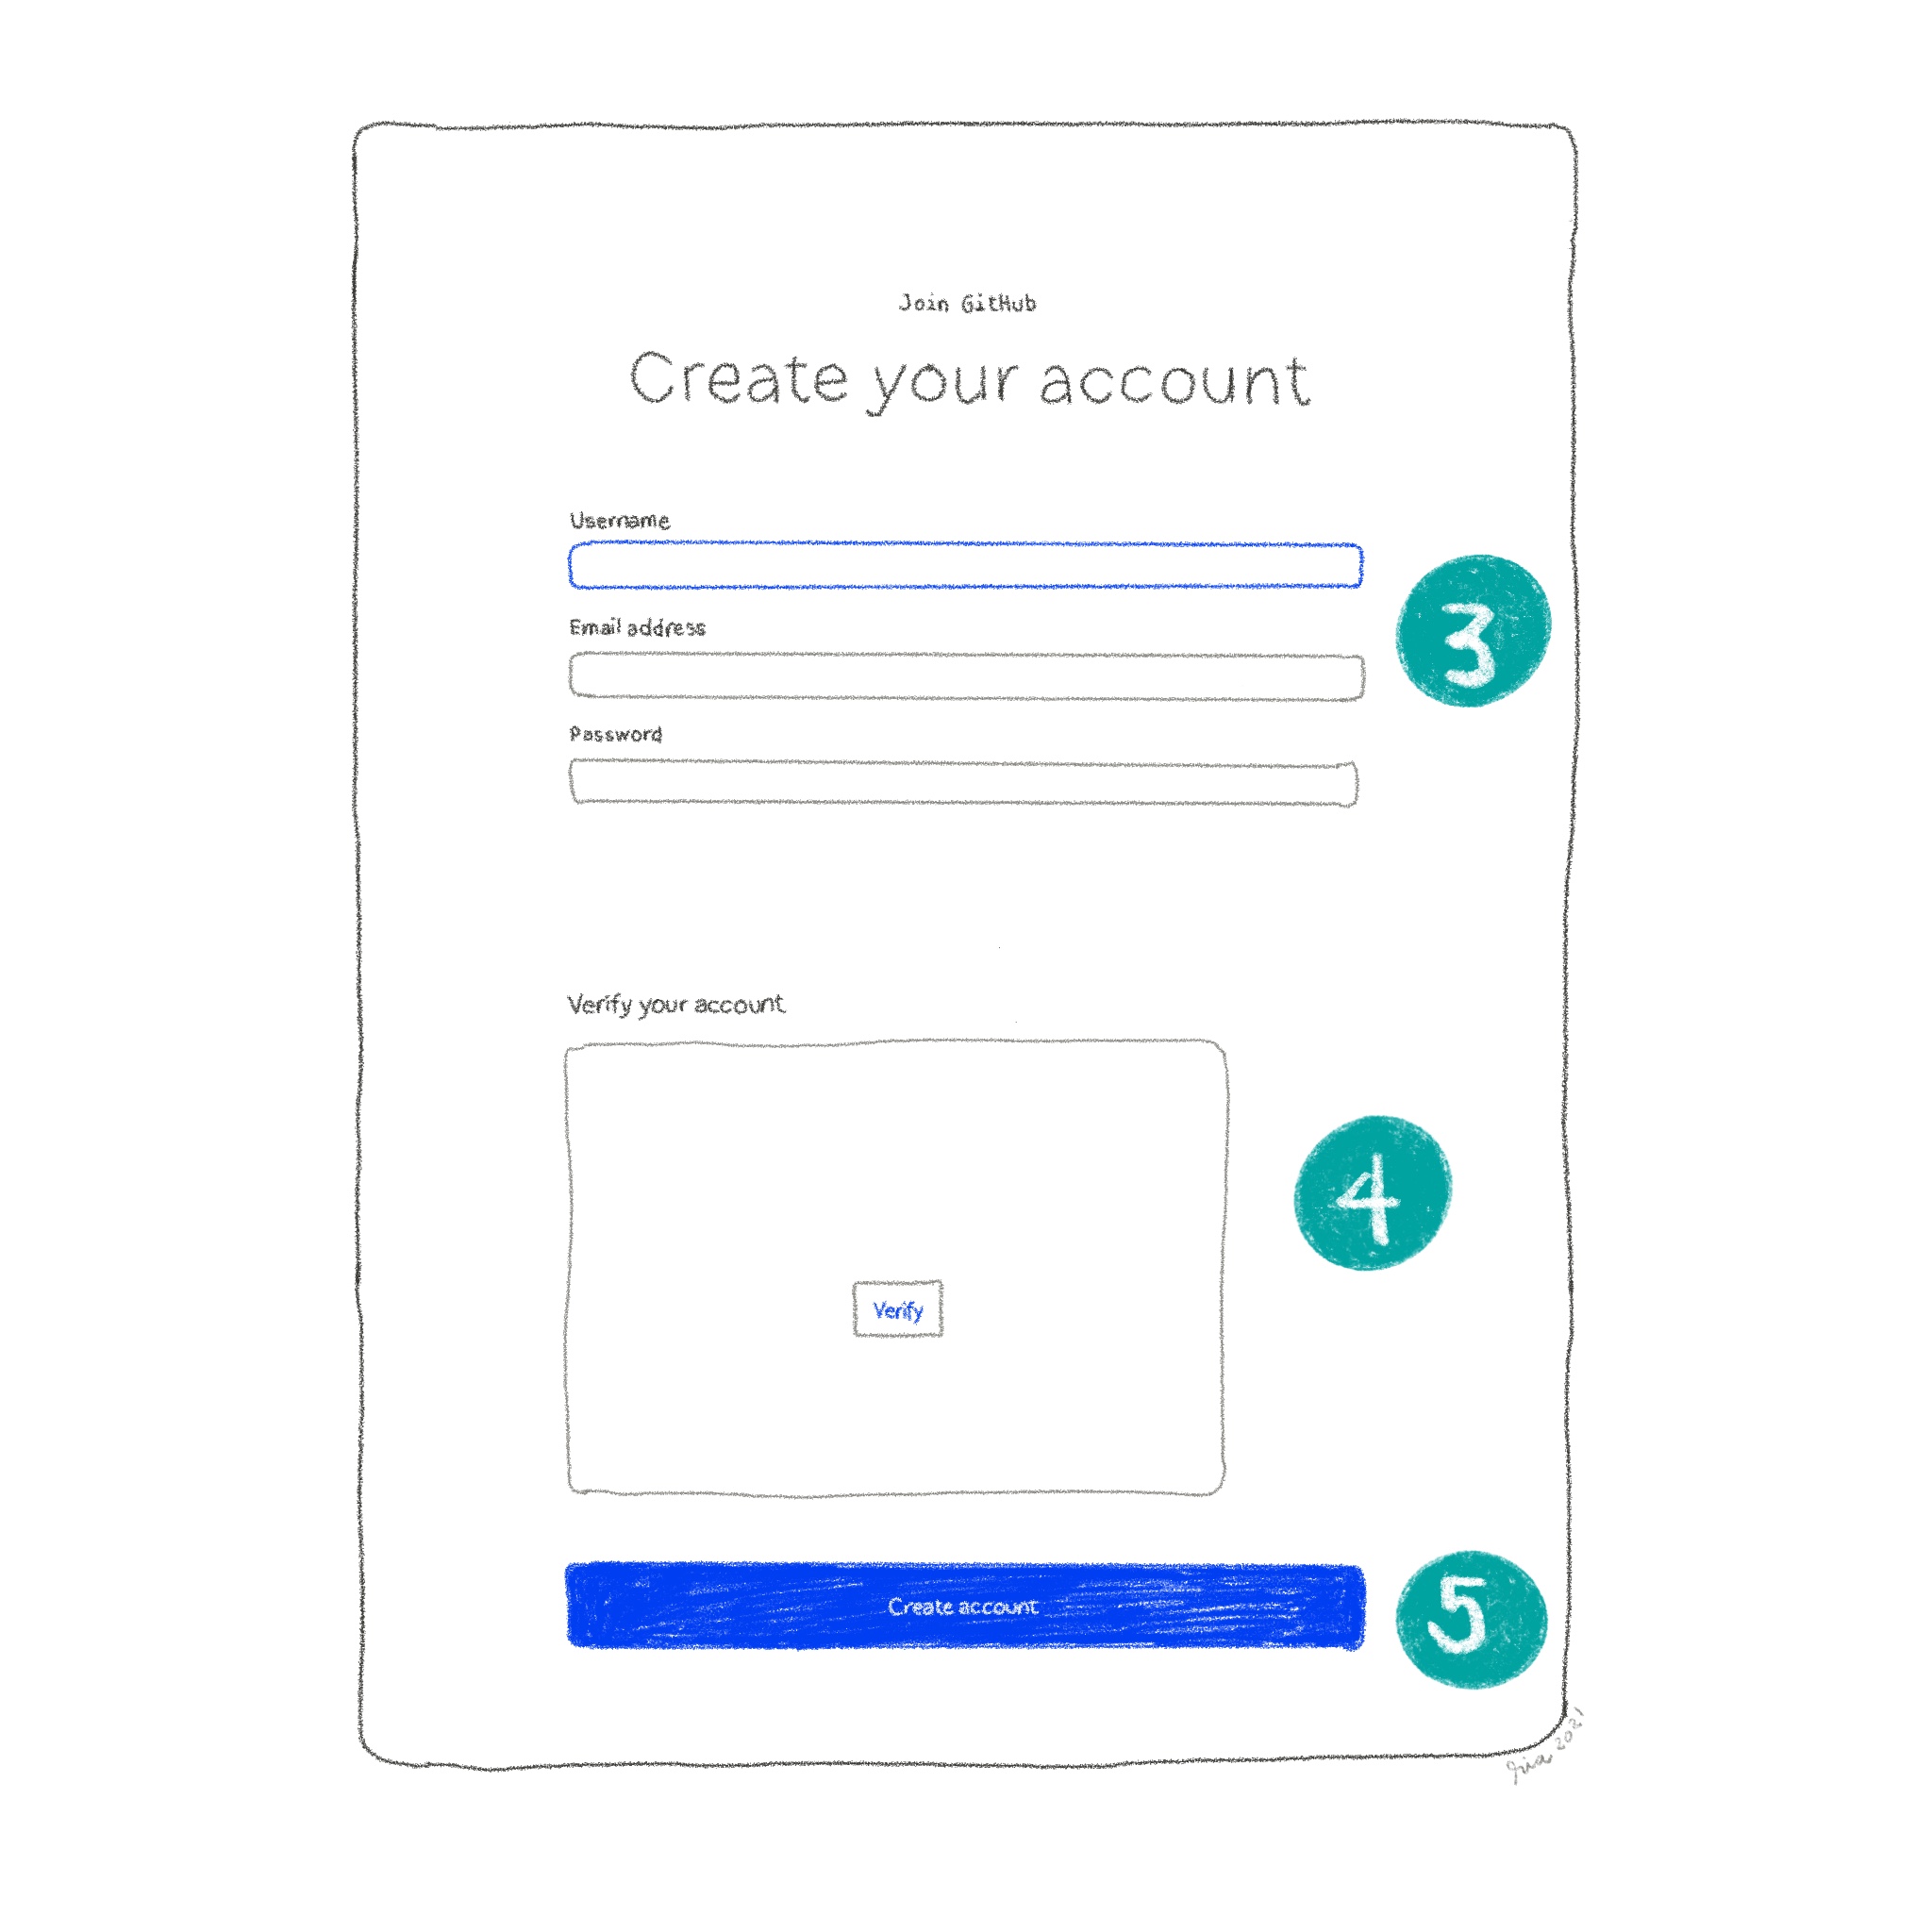 Join GitHub
Create your account
Username
Email address
3
Password
Verify your account
4
Verify
Create account
5
2021